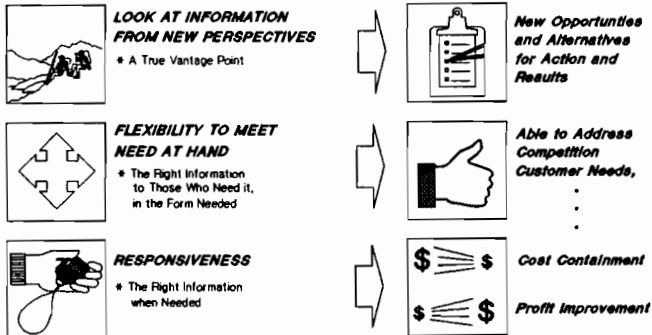 LOOK AT INFORMATION
FROM NEW PERSPECTIVES
* A True Vantage Point
New Opportunties
and Alternatives
for Action and
Results
FLEXIBILITY TO MEET
NEED AT HAND
* The Right Information
to Those Who Need it,
in the Form Needed
Able to Address
Competition
Customer Needs,
.
.
.
RESPONSIVENESS
* The Right Information
when Needed
$ $
Cost Containment
$ $
Profit Improvement